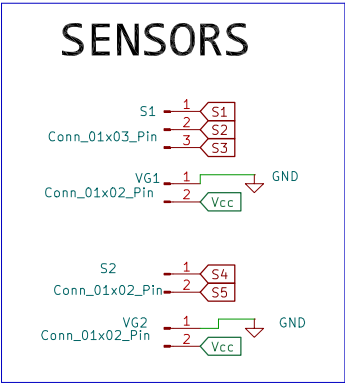 SENSORS
S1 1 S1
Conn_01x03_Pin 2 S2
3 S3
VG1 1 GND
Conn_01x02_Pin 2 Vcc
S2 1 S4
Conn_01x02_Pin 2 S5
VG2 1 GND
Conn_01x02_Pin 2 Vcc